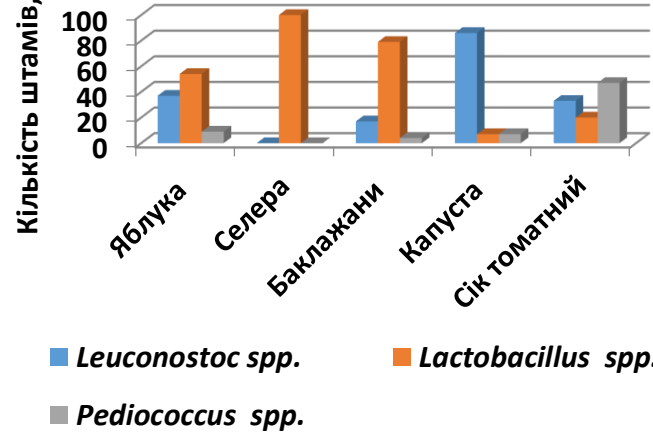 Кількість штамів,
100
80
60
40
20
0
Яблука
Селера
Баклажани
Капуста
Сік томатний
Leuconostoc spp.
Lactobacillus spp.
Pediococcus spp.